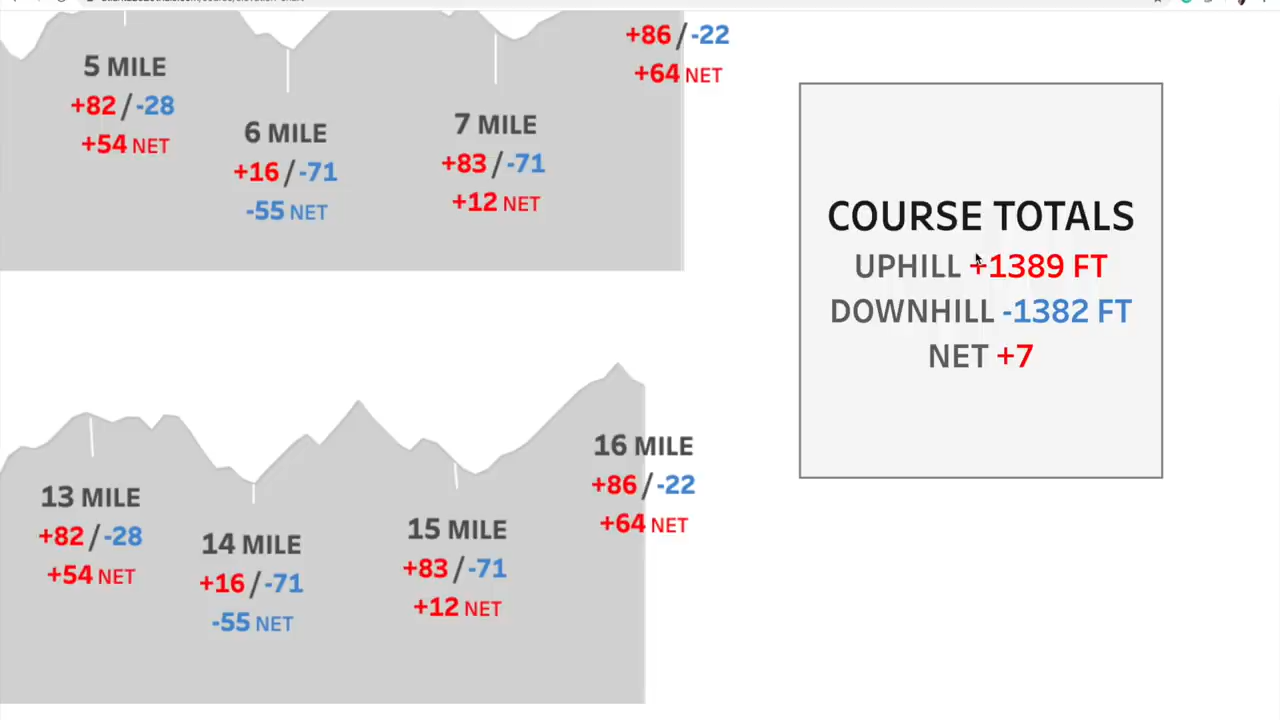 +86 / -22
+64 NET
5 MILE
+82 / -28
+54 NET
6 MILE
+16 / -71
-55 NET
7 MILE
+83 / -71
+12 NET
COURSE TOTALS
UPHILL +1389 FT
DOWNHILL -1382 FT
NET +7
13 MILE
+82 / -28
+54 NET
14 MILE
+16 / -71
-55 NET
15 MILE
+83 / -71
+12 NET
16 MILE
+86 / -22
+64 NET